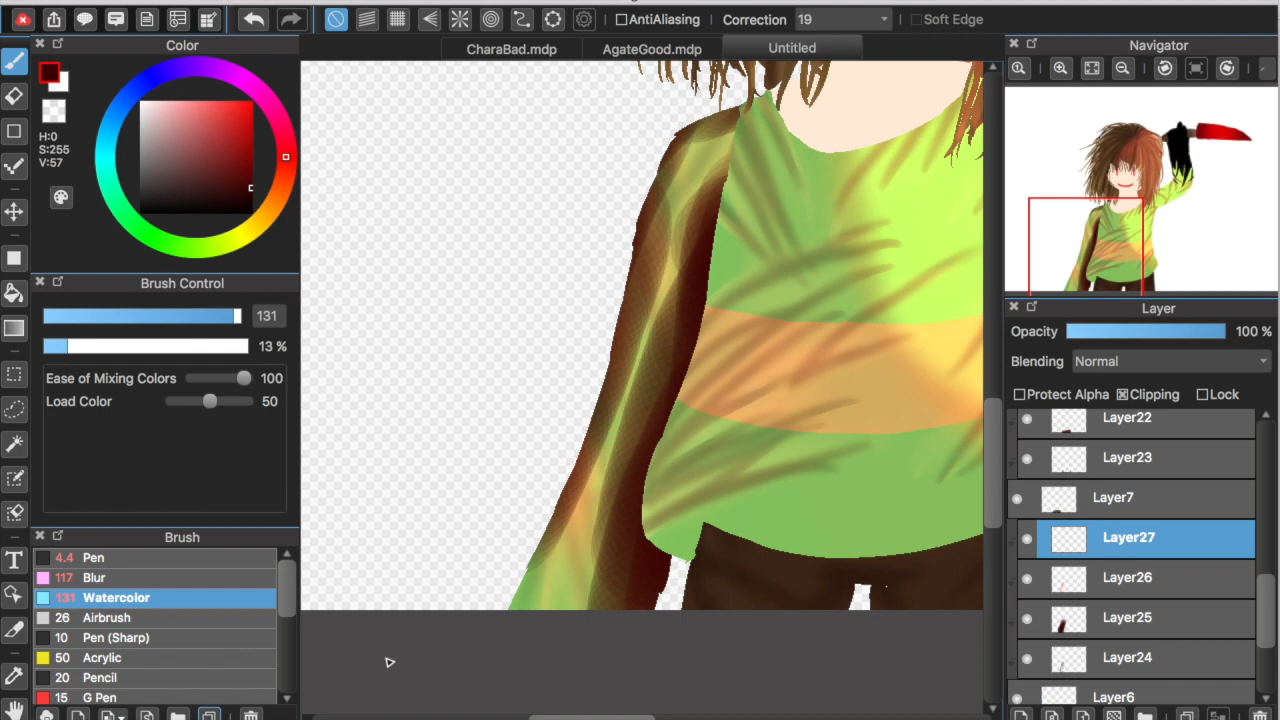 AntiAliasing
Correction 19
Soft Edge
CharaBad.mdp
AgateGood.mdp
Untitled
Color
H:0
S:255
V:57
Brush Control
131
13 %
Ease of Mixing Colors 100
Load Color 50
Brush
4.4 Pen
117 Blur
131 Watercolor
26 Airbrush
10 Pen (Sharp)
50 Acrylic
20 Pencil
15 G Pen
Navigator
Layer
Opacity 100 %
Blending Normal
Protect Alpha Clipping Lock
Layer22
Layer23
Layer7
Layer27
Layer26
Layer25
Layer24
Layer6